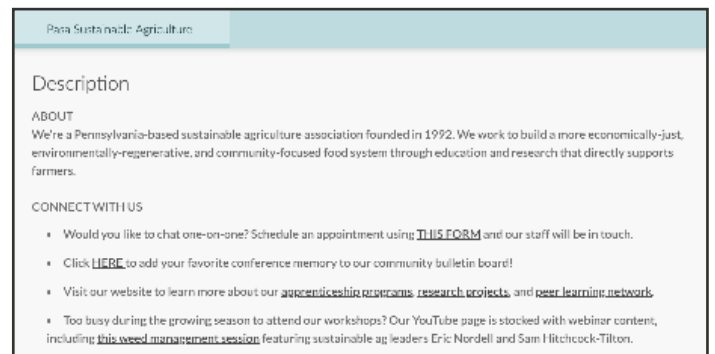 Pasa Sustainable Agriculture
Description
ABOUT
We're a Pennsylvania-based sustainable agriculture association founded in 1992. We work to build a more economically-just,
environmentally-regenerative, and community-focused food system through education and research that directly supports
farmers.
CONNECT WITH US
▪ Would you like to chat one-on-one? Schedule an appointment using THIS FORM and our staff will be in touch.
▪ Click HERE to add your favorite conference memory to our community bulletin board!
▪ Visit our website to learn more about our apprenticeship programs, research projects, and peer learning network.
▪ Too busy during the growing season to attend our workshops? Our YouTube page is stocked with webinar content,
including this weed management session featuring sustainable ag leaders Eric Nordell and Sam Hitchcock-Tilton.